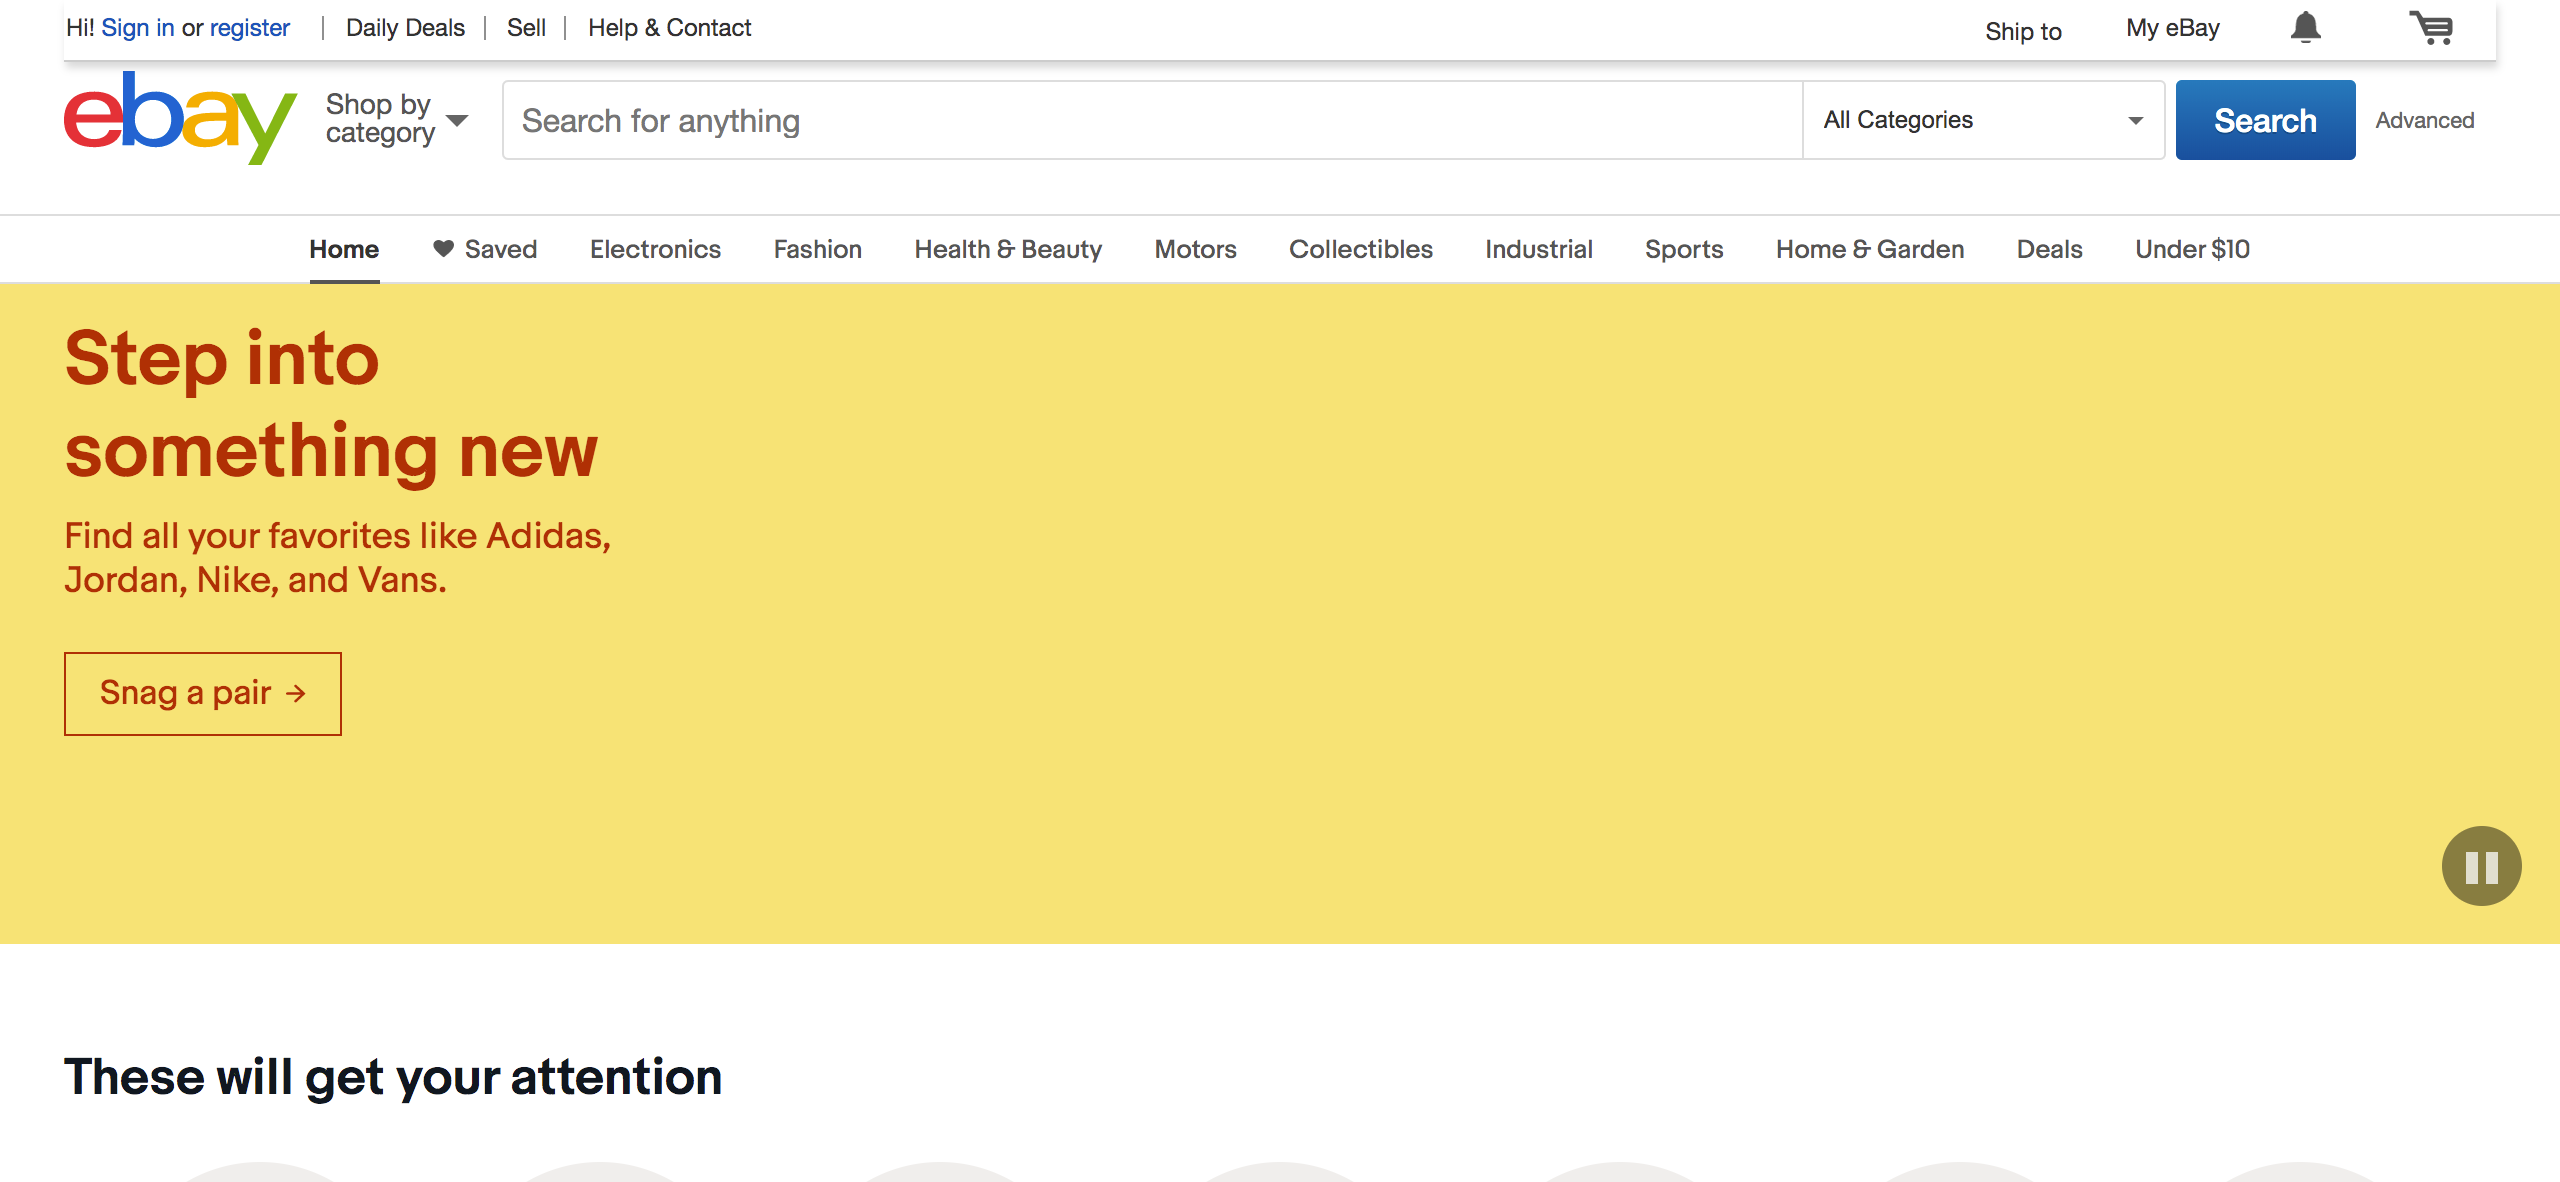 Hi! Sign in or register
Daily Deals
Sell
Help & Contact
Ship to
My eBay
ebay
Shop by
category
Search for anything
All Categories
Search
Advanced
Home
Saved
Electronics
Fashion
Health & Beauty
Motors
Collectibles
Industrial
Sports
Home & Garden
Deals
Under $10
Step into
something new
Find all your favorites like Adidas,
Jordan, Nike, and Vans.
Snag a pair →
These will get your attention